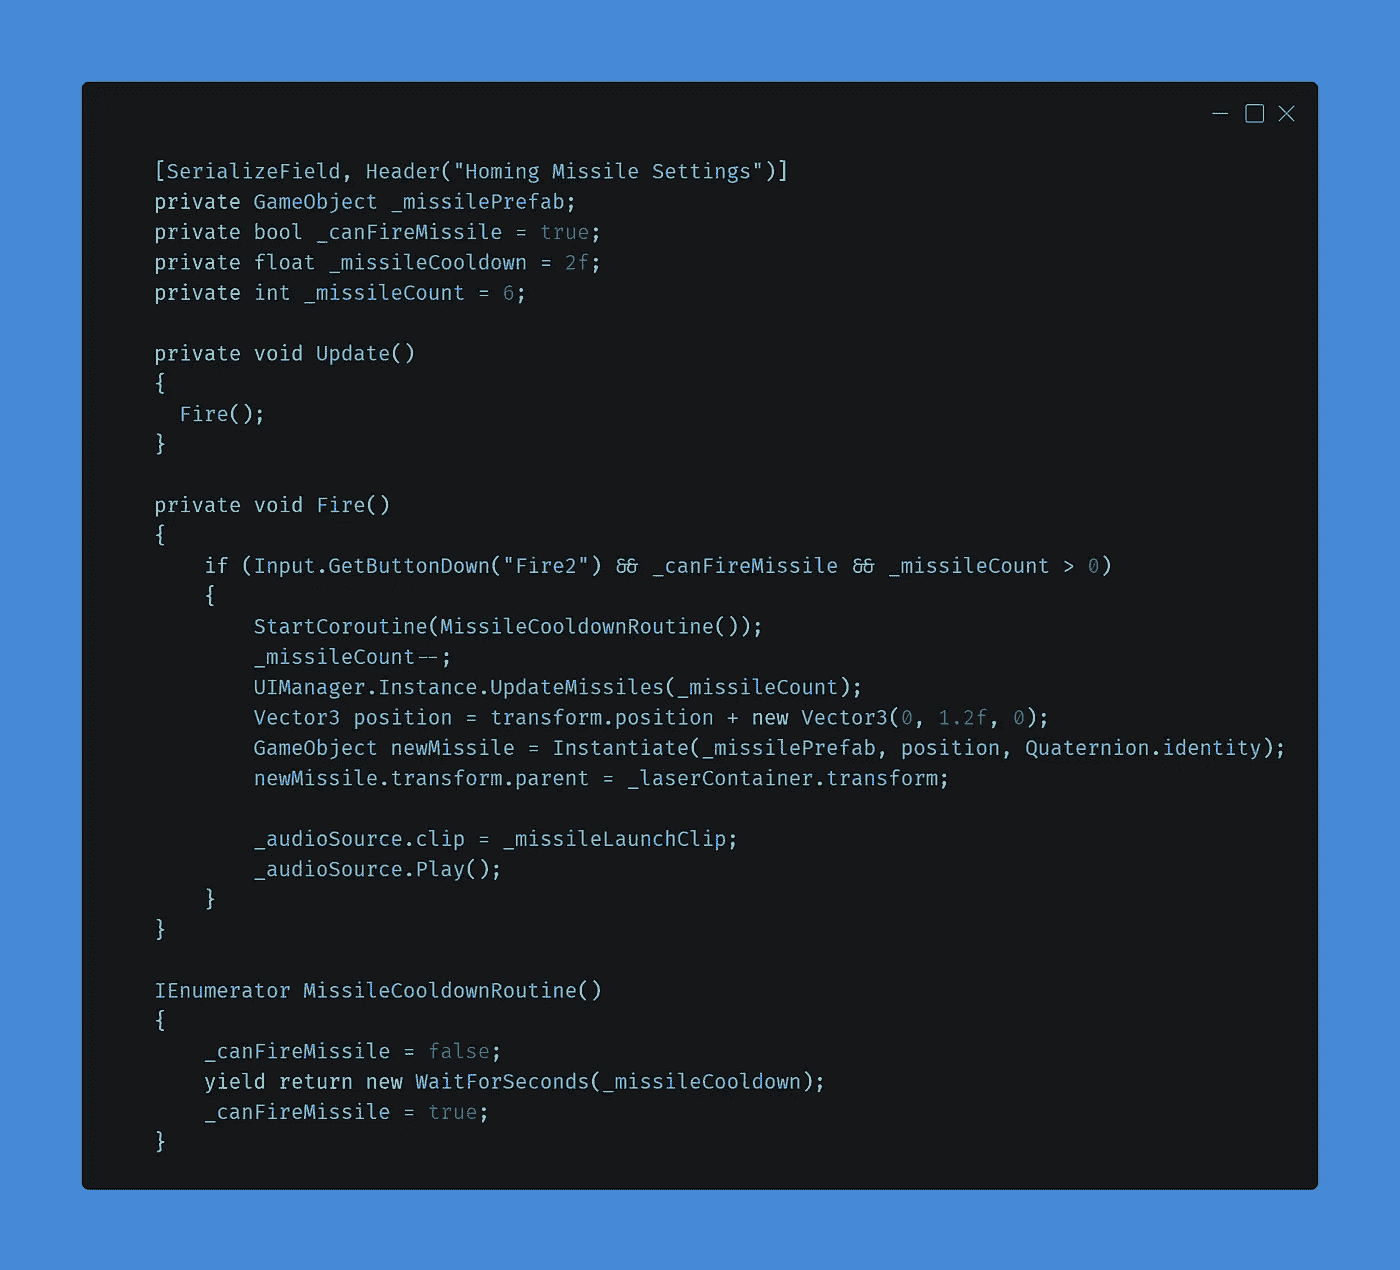 [SerializeField, Header("Homing Missile Settings")]
private GameObject _missilePrefab;
private bool _canFireMissile = true;
private float _missileCooldown = 2f;
private int _missileCount = 6;

private void Update()
{
  Fire();
}

private void Fire()
{
    if (Input.GetButtonDown("Fire2") && _canFireMissile && _missileCount > 0)
    {
        StartCoroutine(MissileCooldownRoutine());
        _missileCount--;
        UIManager.Instance.UpdateMissiles(_missileCount);
        Vector3 position = transform.position + new Vector3(0, 1.2f, 0);
        GameObject newMissile = Instantiate(_missilePrefab, position, Quaternion.identity);
        newMissile.transform.parent = _laserContainer.transform;

        _audioSource.clip = _missileLaunchClip;
        _audioSource.Play();
    }
}

IEnumerator MissileCooldownRoutine()
{
    _canFireMissile = false;
    yield return new WaitForSeconds(_missileCooldown);
    _canFireMissile = true;
}